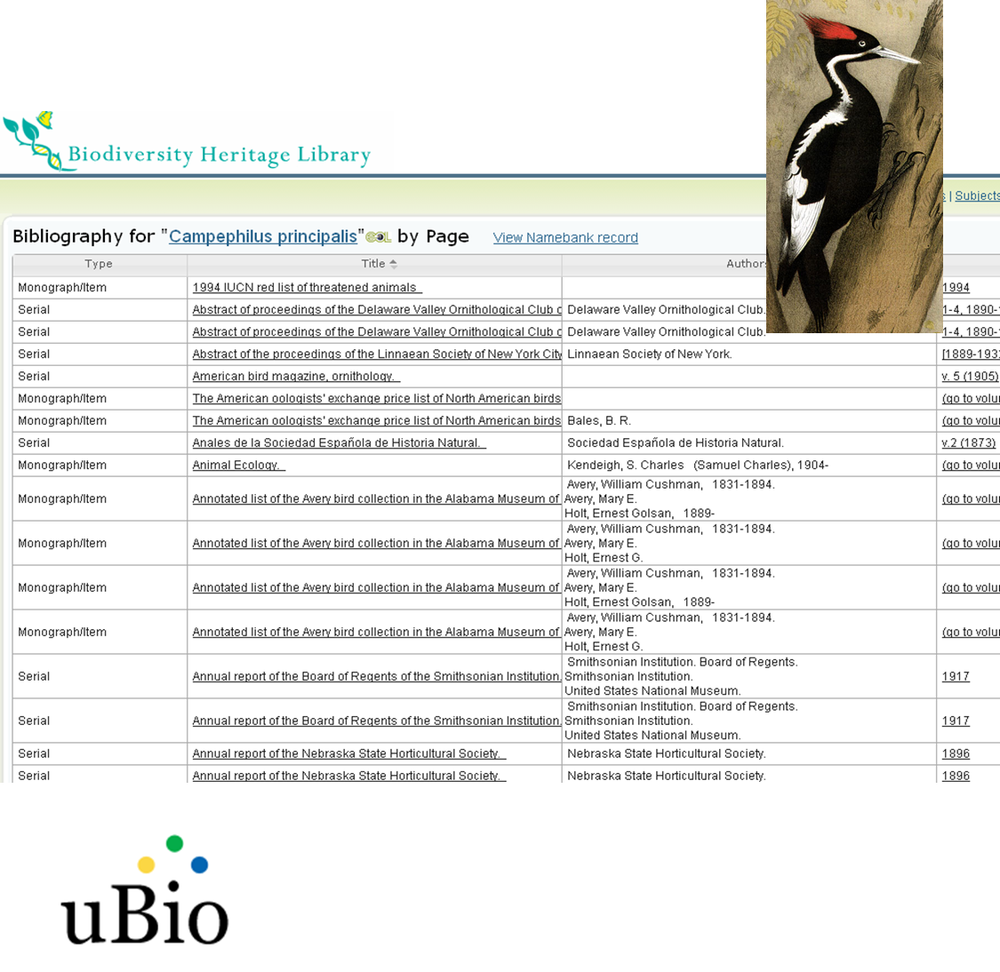 Biodiversity Heritage Library
| Subjects
Bibliography for "Campephilus principalis" EOL by Page View Namebank record
Type Title Authors
Monograph/Item 1994 IUCN red list of threatened animals 1994
Serial Abstract of proceedings of the Delaware Valley Ornithological Club Delaware Valley Ornithological Club. 1-4, 1890-
Serial Abstract of proceedings of the Delaware Valley Ornithological Club Delaware Valley Ornithological Club. 1-4, 1890-
Serial Abstract of the proceedings of the Linnaean Society of New York City Linnaean Society of New York. [1889-193
Serial American bird magazine, ornithology. v. 5 (1905)
Monograph/Item The American oologists' exchange price list of North American birds (go to volu
Monograph/Item The American oologists' exchange price list of North American birds Bales, B. R. (go to volu
Serial Anales de la Sociedad Española de Historia Natural. Sociedad Española de Historia Natural. v.2 (1873)
Monograph/Item Animal Ecology. Kendeigh, S. Charles (Samuel Charles), 1904- (go to volu
Avery, William Cushman, 1831-1894.
Monograph/Item Annotated list of the Avery bird collection in the Alabama Museum of Avery, Mary E. (go to volu
Holt, Ernest Golsan, 1889-
Avery, William Cushman, 1831-1894.
Monograph/Item Annotated list of the Avery bird collection in the Alabama Museum of Avery, Mary E. (go to volu
Holt, Ernest G.
Avery, William Cushman, 1831-1894.
Monograph/Item Annotated list of the Avery bird collection in the Alabama Museum of Avery, Mary E. (go to volu
Holt, Ernest Golsan, 1889-
Avery, William Cushman, 1831-1894.
Monograph/Item Annotated list of the Avery bird collection in the Alabama Museum of Avery, Mary E. (go to volu
Holt, Ernest G.
Smithsonian Institution. Board of Regents.
Serial Annual report of the Board of Regents of the Smithsonian Institution. Smithsonian Institution. 1917
United States National Museum.
Smithsonian Institution. Board of Regents.
Serial Annual report of the Board of Regents of the Smithsonian Institution. Smithsonian Institution. 1917
United States National Museum.
Serial Annual report of the Nebraska State Horticultural Society. Nebraska State Horticultural Society. 1896
Serial Annual report of the Nebraska State Horticultural Society. Nebraska State Horticultural Society. 1896
uBio